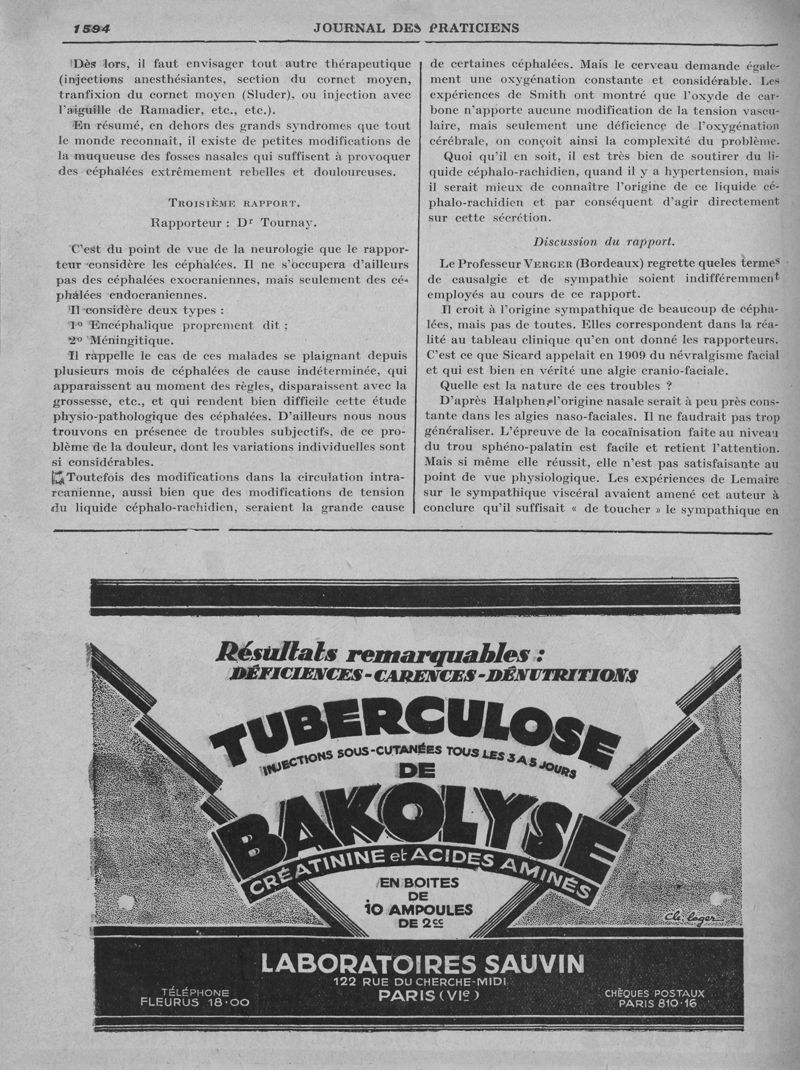 1594
JOURNAL DES PRATICIENS
Dès lors, il faut envisager tout autre thérapeutique
(injections anesthésiantes, section du cornet moyen,
tranfixion du cornet moyen (Sluder), ou injection avec
l'aiguille de Ramadier, etc., etc.).
En résumé, en dehors des grands syndromes que tout
le monde reconnaît, il existe de petites modifications de
la muqueuse des fosses nasales qui suffisent à provoquer
des céphalées extrêmement rebelles et douloureuses.
TROISIÈME RAPPORT.
Rapporteur : Dr Tournay.
C'est du point de vue de la neurologie que le rappor-
teur considère les céphalées. Il ne s'occupera d'ailleurs
pas des céphalées exocraniennes, mais seulement des cé-
phalées endocraniennes.
Il considère deux types :
1º Encéphalique proprement dit ;
2º Méningitique.
Il rappelle le cas de ces malades se plaignant depuis
plusieurs mois de céphalées de cause indéterminée, qui
apparaissent au moment des règles, disparaissent avec la
grossesse, etc., et qui rendent bien difficile cette étude
physio-pathologique des céphalées. D'ailleurs nous nous
trouvons en présence de troubles subjectifs, de ce pro-
blème de la douleur, dont les variations individuelles sont
si considérables.
Toutefois des modifications dans la circulation intra-
rcanienne, aussi bien que des modifications de tension
du liquide céphalo-rachidien, seraient la grande cause
de certaines céphalées. Mais le cerveau demande égale-
ment une oxygénation constante et considérable. Les
expériences de Smith ont montré que l'oxyde de car-
bone n'apporte aucune modification de la tension vascu-
laire, mais seulement une déficience de l'oxygénation
cérébrale, on conçoit ainsi la complexité du problème.
Quoi qu'il en soit, il est très bien de soutirer du li-
quide céphalo-rachidien, quand il y a hypertension, mais
il serait mieux de connaître l'origine de ce liquide cé-
phalo-rachidien et par conséquent d'agir directement
sur cette sécrétion.
Discussion du rapport.
Le Professeur VERGER (Bordeaux) regrette queles termes
de causalgie et de sympathie soient indifféremment
employés au cours de ce rapport.
Il croit à l'origine sympathique de beaucoup de cépha-
lées, mais pas de toutes. Elles correspondent dans la réa-
lité au tableau clinique qu'en ont donné les rapporteurs.
C'est ce que Sicard appelait en 1909 du névralgisme facial
et qui est bien en vérité une algie cranio-faciale.
Quelle est la nature de ces troubles ?
D'après Halphen, l'origine nasale serait à peu près cons-
tante dans les algies naso-faciales. Il ne faudrait pas trop
généraliser. L'épreuve de la cocaïnisation faite au niveau
du trou sphéno-palatin est facile et retient l'attention.
Mais si même elle réussit, elle n'est pas satisfaisante au
point de vue physiologique. Les expériences de Lemaire
sur le sympathique viscéral avaient amené cet auteur à
conclure qu'il suffisait « de toucher » le sympathique en
Résultats remarquables :
DÉFICIENCES-CARENCES-DÉNUTRITIONS
TUBERCULOSE
INJECTIONS SOUS-CUTANÉES TOUS LES 3 A 5 JOURS
DE
BAKOLYSE
CRÉATININE et ACIDES AMINÉS
EN BOITES
DE
10 AMPOULES
DE 2cc
Ch. Lager
LABORATOIRES SAUVIN
122 RUE DU CHERCHE-MIDI
PARIS (VIe)
TÉLÉPHONE
FLEURUS 18-00
CHÈQUES POSTAUX
PARIS 810-16